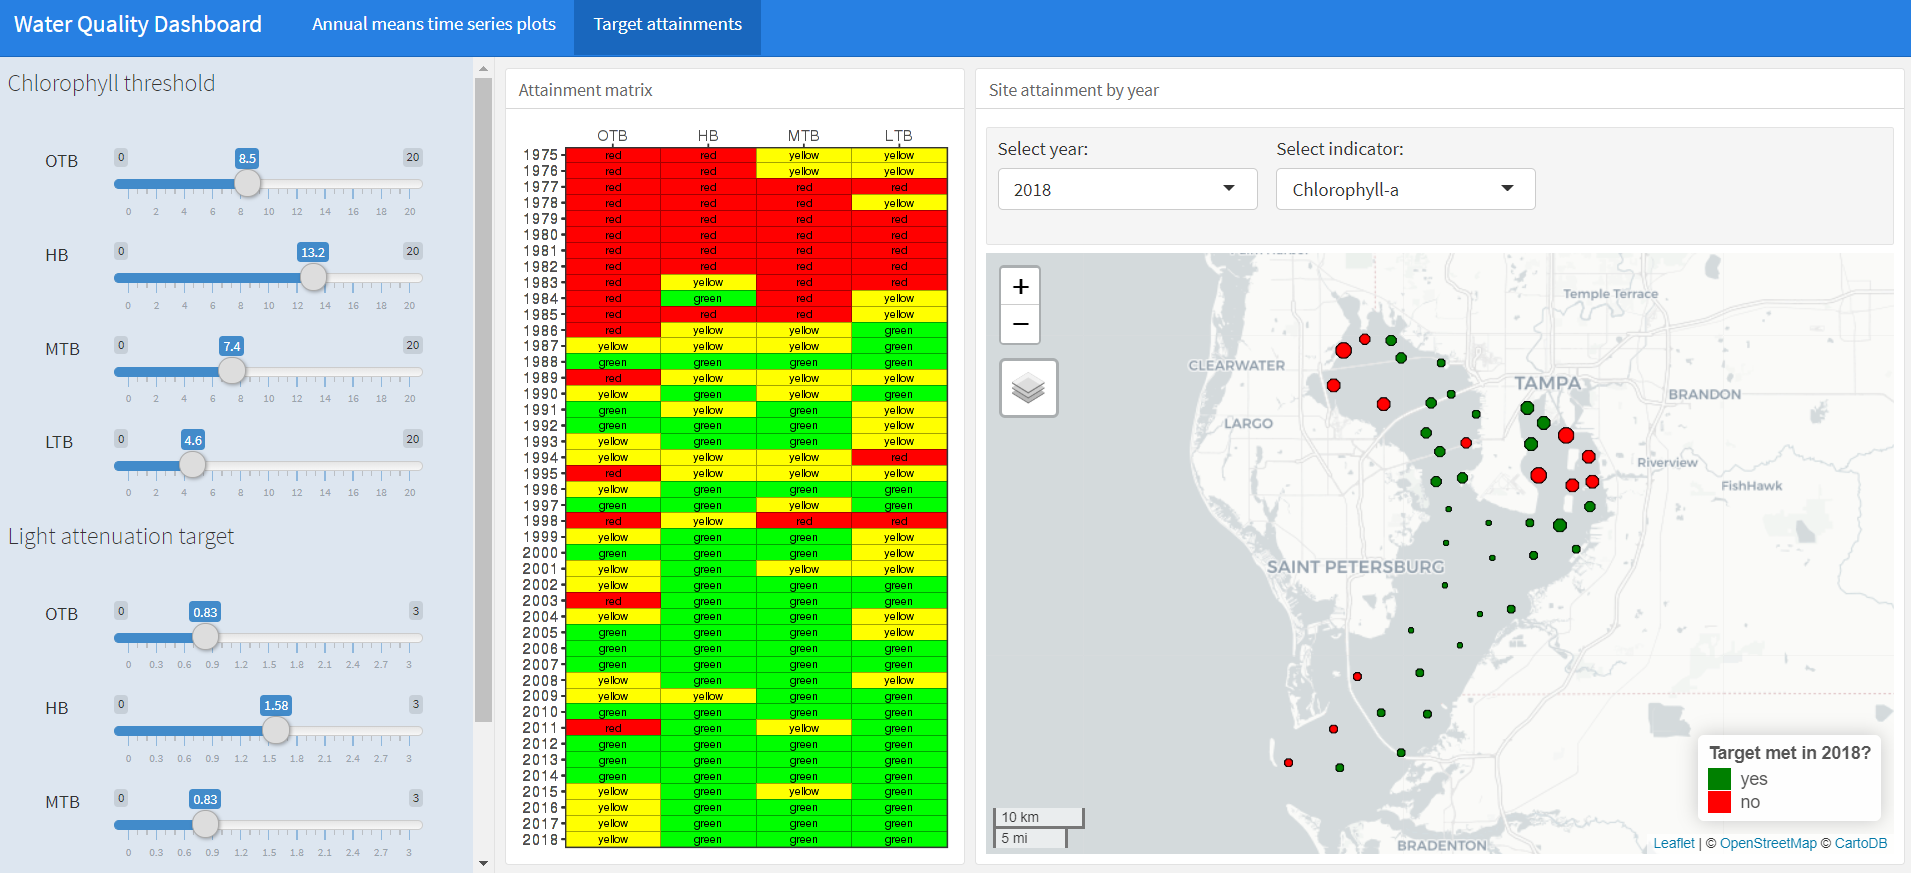 Water Quality Dashboard
Annual means time series plots
Target attainments
Chlorophyll threshold
OTB
0 8.5 20
0 2 4 6 8 10 12 14 16 18 20
HB
0 13.2 20
0 2 4 6 8 10 12 14 16 18 20
MTB
0 7.4 20
0 2 4 6 8 10 12 14 16 18 20
LTB
0 4.6 20
0 2 4 6 8 10 12 14 16 18 20
Light attenuation target
OTB
0 0.83 3
0 0.3 0.6 0.9 1.2 1.5 1.8 2.1 2.4 2.7 3
HB
0 1.58 3
0 0.3 0.6 0.9 1.2 1.5 1.8 2.1 2.4 2.7 3
MTB
0 0.83 3
0 0.3 0.6 0.9 1.2 1.5 1.8 2.1 2.4 2.7 3
Attainment matrix
OTB HB MTB LTB
1975 red red yellow yellow
1976 red red yellow yellow
1977 red red red red
1978 red red red yellow
1979 red red red red
1980 red red red red
1981 red red red red
1982 red red red red
1983 red yellow red red
1984 red green red yellow
1985 red red red yellow
1986 red yellow yellow green
1987 yellow yellow yellow green
1988 green green green green
1989 red yellow yellow yellow
1990 yellow green yellow green
1991 green yellow green yellow
1992 green green green yellow
1993 yellow green green yellow
1994 yellow yellow yellow red
1995 red yellow yellow yellow
1996 yellow green green green
1997 green green yellow green
1998 red yellow red red
1999 yellow green green yellow
2000 green green green yellow
2001 yellow green yellow yellow
2002 yellow green green green
2003 red green green green
2004 yellow green green yellow
2005 green green green yellow
2006 green green green green
2007 green green green green
2008 yellow green green yellow
2009 yellow yellow green green
2010 green green green green
2011 red green yellow green
2012 green green green green
2013 green green green green
2014 green green green green
2015 yellow green yellow green
2016 yellow green green green
2017 yellow green green green
2018 yellow green green green
Site attainment by year
Select year:
2018
Select indicator:
Chlorophyll-a
+
−
Temple Terrace
CLEARWATER
TAMPA
BRANDON
LARGO
Riverview
FishHawk
SAINT PETERSBURG
BRADENTON
Target met in 2018?
yes
no
10 km
5 mi
Leaflet | © OpenStreetMap © CartoDB